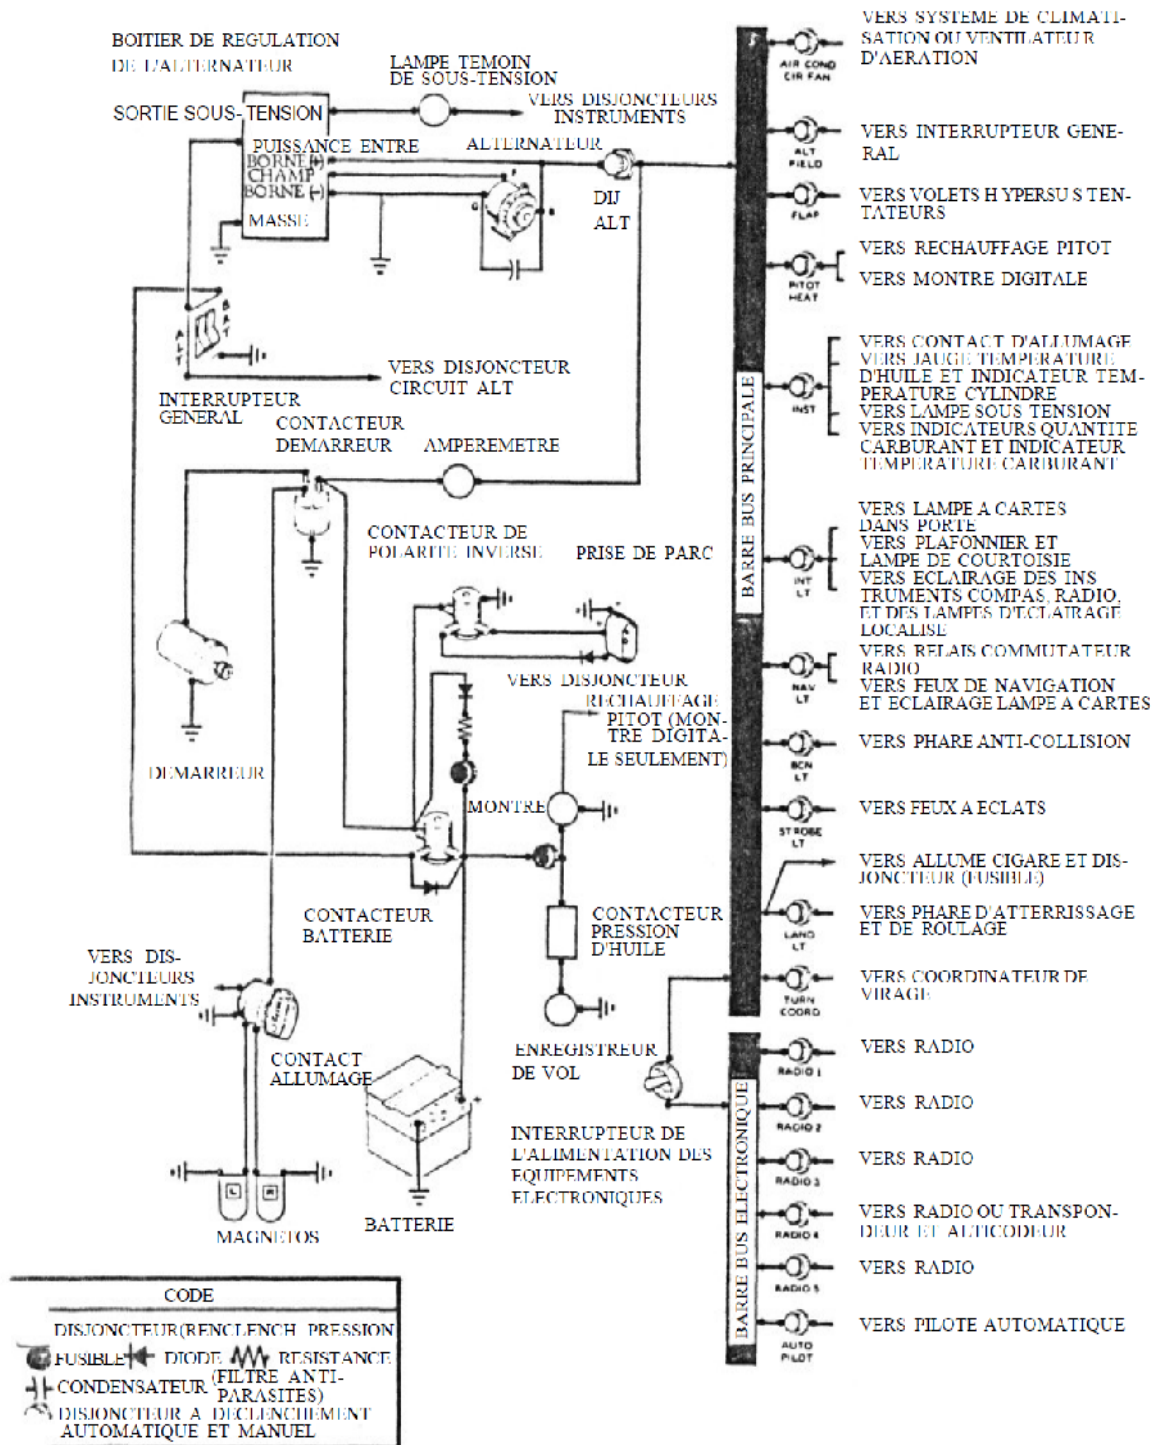 BOITIER DE REGULATION
DE L'ALTERNATEUR
LAMPE TEMOIN
DE SOUS-TENSION
SORTIE SOUS-TENSION
VERS DISJONCTEURS
INSTRUMENTS
PUISSANCE ENTRE
BORNE (+)
CHAMP
BORNE (-)
MASSE
ALTERNATEUR
F
G
B
DIJ
ALT
ALT
BAT
VERS DISJONCTEUR
CIRCUIT ALT
INTERRUPTEUR
GENERAL
CONTACTEUR
DEMARREUR
AMPEREMETRE
CONTACTEUR DE
POLARITE INVERSE
PRISE DE PARC
DEMARREUR
VERS DISJONCTEUR
RECHAUFFAGE
PITOT (MON-
TRE DIGITA-
LE SEULEMENT)
MONTRE
CONTACTEUR
BATTERIE
CONTACTEUR
PRESSION
D'HUILE
VERS DIS-
JONCTEURS
INSTRUMENTS
CONTACT
ALLUMAGE
ENREGISTREUR
DE VOL
+
L
R
MAGNETOS
BATTERIE
INTERRUPTEUR DE
L'ALIMENTATION DES
EQUIPEMENTS
ELECTRONIQUES
BARRE BUS PRINCIPALE
BARRE BUS ELECTRONIQUE
AIR COND
CIR FAN
VERS SYSTEME DE CLIMATI-
SATION OU VENTILATEUR
D'AERATION
ALT
FIELD
VERS INTERRUPTEUR GENE-
RAL
FLAP
VERS VOLETS HYPERSUSTEN-
TATEURS
PITOT
HEAT
VERS RECHAUFFAGE PITOT
VERS MONTRE DIGITALE
INST
VERS CONTACT D'ALLUMAGE
VERS JAUGE TEMPERATURE
D'HUILE ET INDICATEUR TEM-
PERATURE CYLINDRE
VERS LAMPE SOUS TENSION
VERS INDICATEURS QUANTITE
CARBURANT ET INDICATEUR
TEMPERATURE CARBURANT
INT
LT
VERS LAMPE A CARTES
DANS PORTE
VERS PLAFONNIER ET
LAMPE DE COURTOISIE
VERS ECLAIRAGE DES INS
TRUMENTS COMPAS, RADIO,
ET DES LAMPES D'ECLAIRAGE
LOCALISE
NAV
LT
VERS RELAIS COMMUTATEUR
RADIO
VERS FEUX DE NAVIGATION
ET ECLAIRAGE LAMPE A CARTES
BCN
LT
VERS PHARE ANTI-COLLISION
STROBE
LT
VERS FEUX A ECLATS
VERS ALLUME CIGARE ET DIS-
JONCTEUR (FUSIBLE)
LAND
LT
VERS PHARE D'ATTERRISSAGE
ET DE ROULAGE
TURN
COORD
VERS COORDINATEUR DE
VIRAGE
RADIO 1
VERS RADIO
RADIO 2
VERS RADIO
RADIO 3
VERS RADIO
RADIO 4
VERS RADIO OU TRANSPON-
DEUR ET ALTICODEUR
RADIO 5
VERS RADIO
AUTO
PILOT
VERS PILOTE AUTOMATIQUE
CODE
DISJONCTEUR(RENCLENCH PRESSION
FUSIBLE DIODE RESISTANCE
CONDENSATEUR (FILTRE ANTI-
PARASITES)
DISJONCTEUR A DECLENCHEMENT
AUTOMATIQUE ET MANUEL